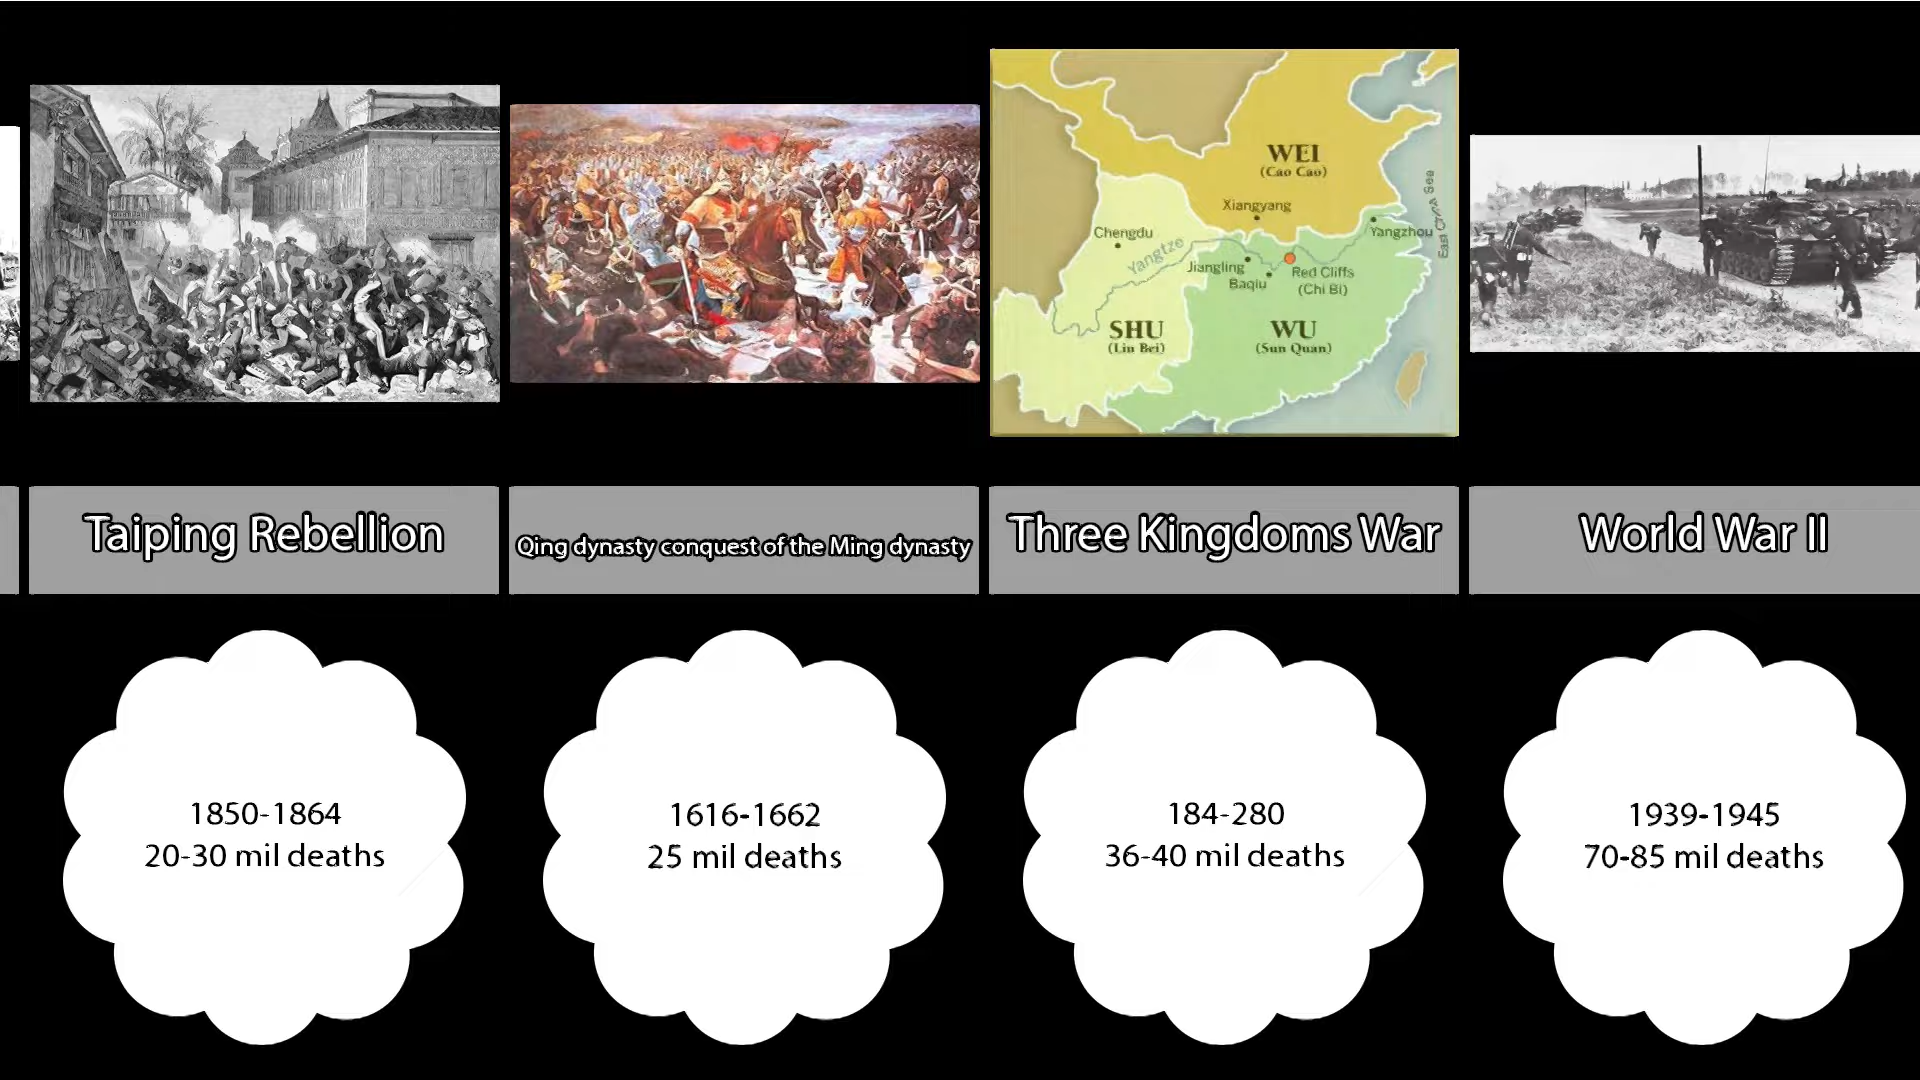 WEI
(Cao Cao)
Xiangyang
Chengdu
Yangtze
Yangzhou
East China Sea
Jiangling
Baqiu
Red Cliffs
(Chi Bi)
SHU
(Liu Bei)
WU
(Sun Quan)
Taiping Rebellion
Qing dynasty conquest of the Ming dynasty
Three Kingdoms War
World War II
1850-1864
20-30 mil deaths
1616-1662
25 mil deaths
184-280
36-40 mil deaths
1939-1945
70-85 mil deaths